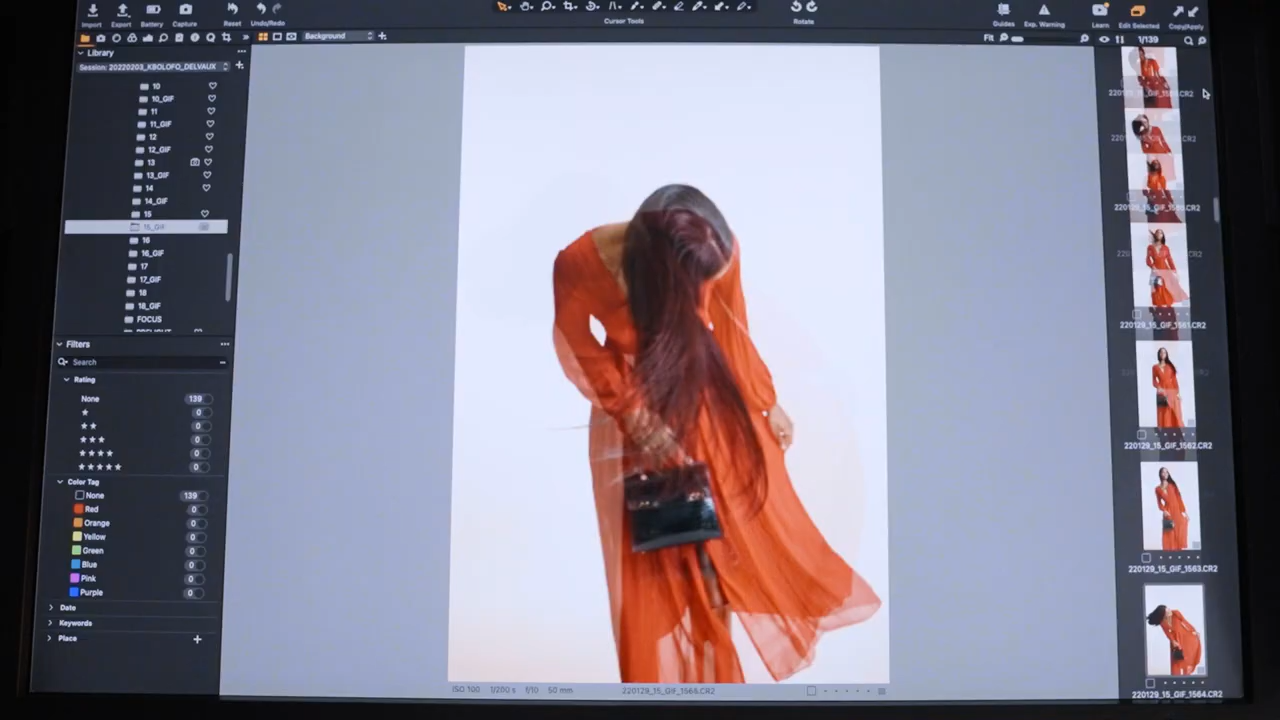 Import Export Battery Capture Reset Undo/Redo Cursor Tools Rotate Guides Exp. Warning Learn Edit Selected Copy/Apply
Background Fit 1/139
Library
Session: 20220203_KBOLOFO_DELVAUX
10
10_GIF
11
11_GIF
12
12_GIF
13
13_GIF
14
14_GIF
15
15_GIF
16
16_GIF
17
17_GIF
18
18_GIF
FOCUS
Filters
Search
Rating
None 139
0
0
0
0
0
Color Tag
None 139
Red 0
Orange 0
Yellow 0
Green 0
Blue 0
Pink 0
Purple 0
Date
Keywords
Place
ISO 100 1/200 s f/10 50 mm
220129_15_GIF_1561.CR2
220129_15_GIF_1562.CR2
220129_15_GIF_1563.CR2
220129_15_GIF_1564.CR2